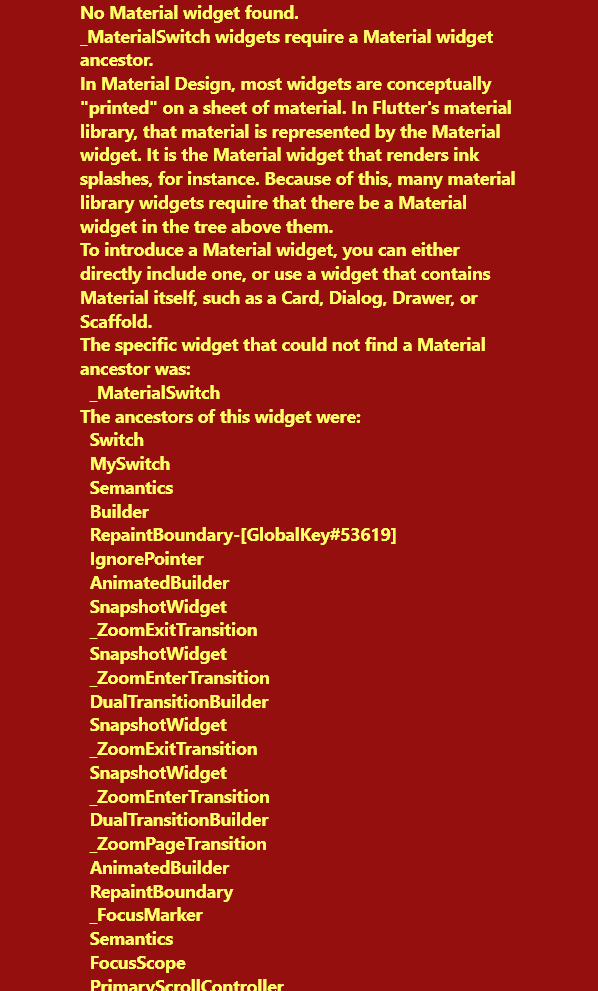 No Material widget found.
_MaterialSwitch widgets require a Material widget
ancestor.
In Material Design, most widgets are conceptually
"printed" on a sheet of material. In Flutter's material
library, that material is represented by the Material
widget. It is the Material widget that renders ink
splashes, for instance. Because of this, many material
library widgets require that there be a Material
widget in the tree above them.
To introduce a Material widget, you can either
directly include one, or use a widget that contains
Material itself, such as a Card, Dialog, Drawer, or
Scaffold.
The specific widget that could not find a Material
ancestor was:
_MaterialSwitch
The ancestors of this widget were:
Switch
MySwitch
Semantics
Builder
RepaintBoundary-[GlobalKey#53619]
IgnorePointer
AnimatedBuilder
SnapshotWidget
_ZoomExitTransition
SnapshotWidget
_ZoomEnterTransition
DualTransitionBuilder
SnapshotWidget
_ZoomExitTransition
SnapshotWidget
_ZoomEnterTransition
DualTransitionBuilder
_ZoomPageTransition
AnimatedBuilder
RepaintBoundary
_FocusMarker
Semantics
FocusScope
PrimaryScrollController